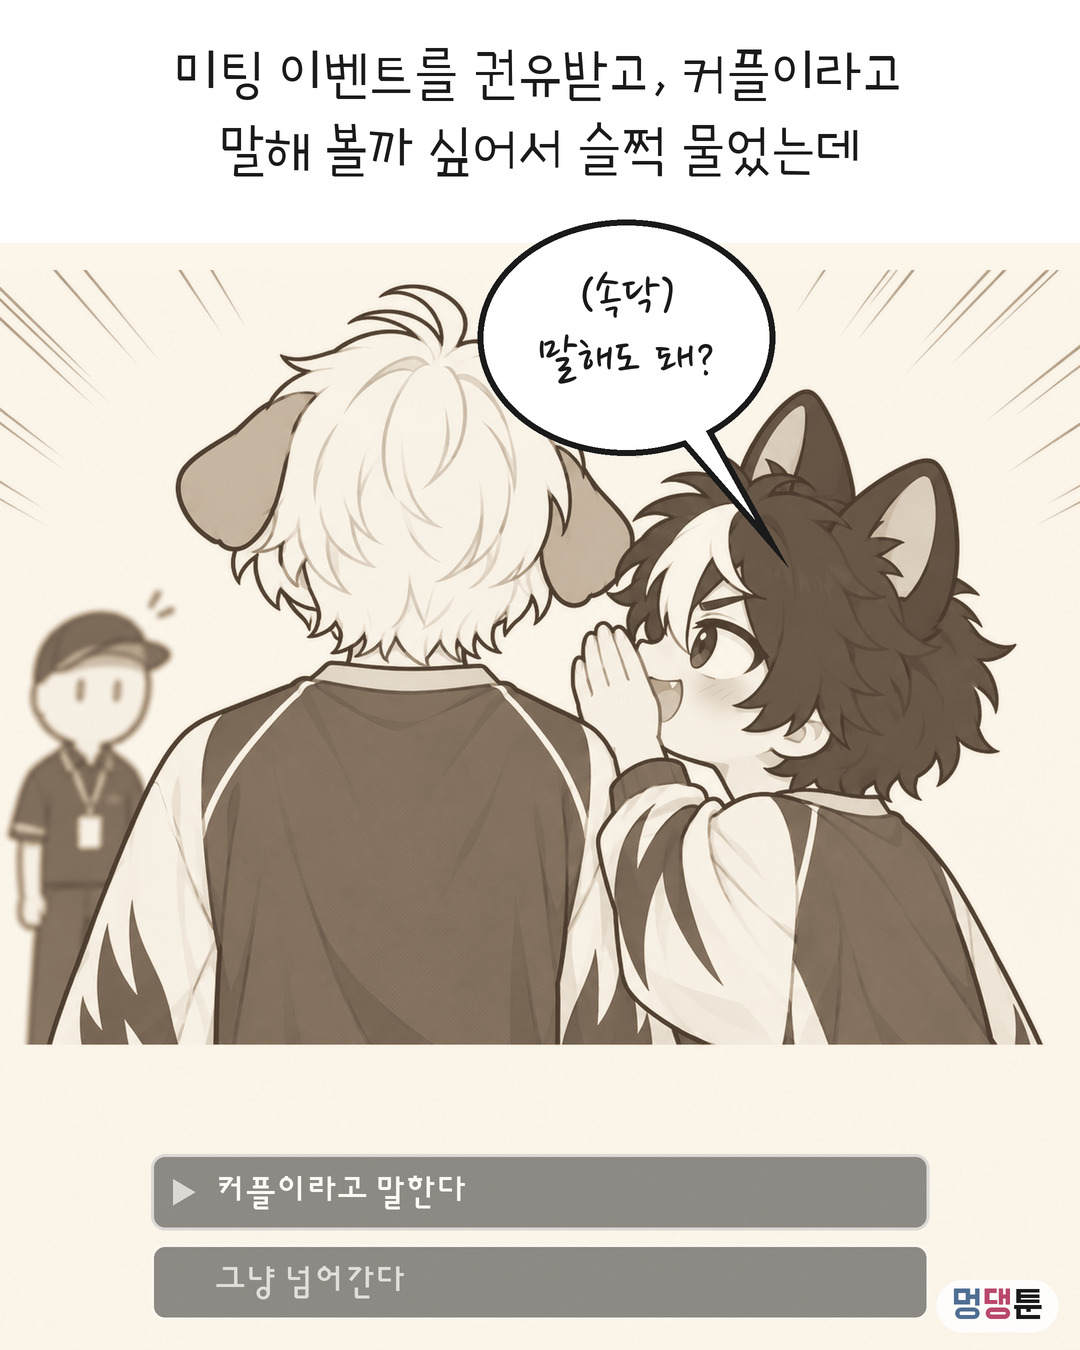 미팅 이벤트를 권유받고, 커플이라고
말해 볼까 싶어서 슬쩍 물었는데
(속닥)
말해도 돼?
▶ 커플이라고 말한다
그냥 넘어간다
멍댕툰